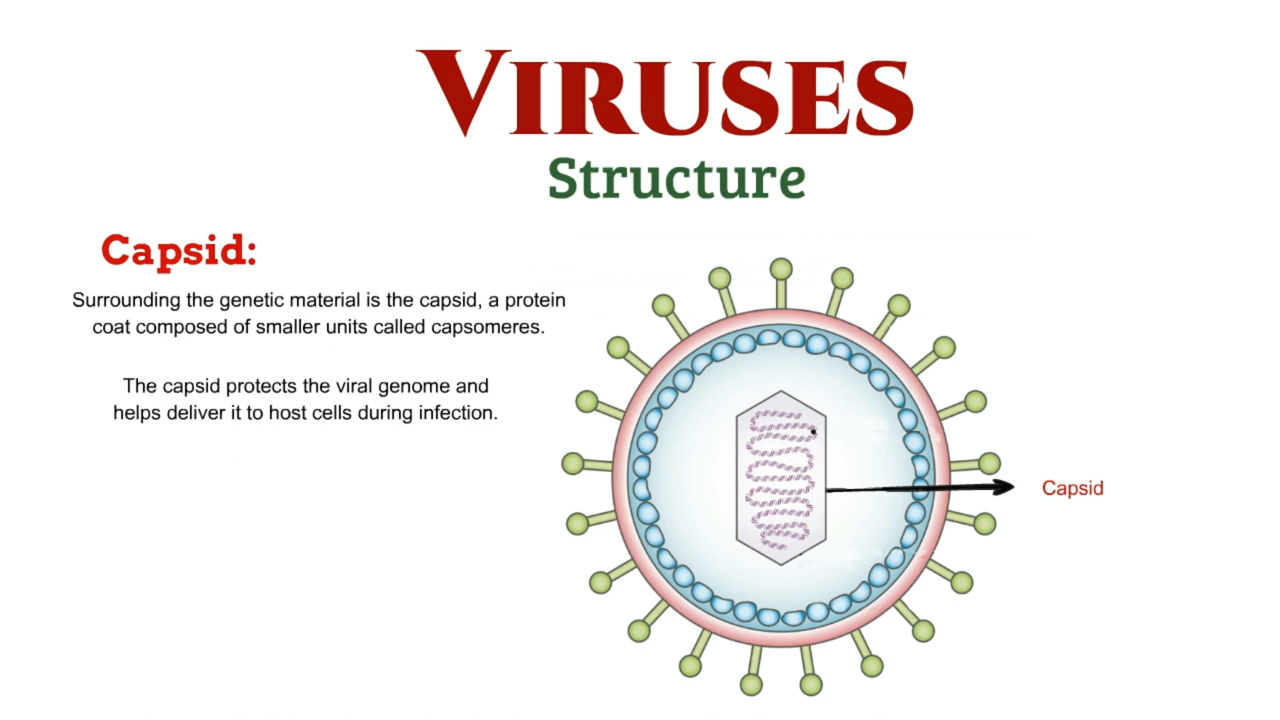 VIRUSES
Structure
Capsid:
Surrounding the genetic material is the capsid, a protein
coat composed of smaller units called capsomeres.
The capsid protects the viral genome and
helps deliver it to host cells during infection.
Capsid